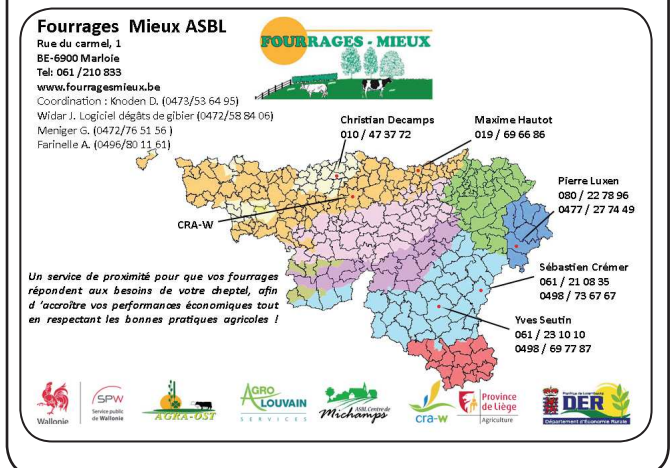 Fourrages Mieux ASBL
Rue du carmel, 1
BE-6900 Marloie
Tel: 061 /210 833
www.fourragesmieux.be
Coordination : Knoden D. (0473/53 64 95)
Widar J. Logiciel dégâts de gibier (0472/58 84 06)
Meniger G. (0472/76 51 56 )
Farinelle A. (0496/80 11 61)
FOURRAGES - MIEUX
Christian Decamps
010 / 47 37 72
Maxime Hautot
019 / 69 66 86
Pierre Luxen
080 / 22 78 96
0477 / 27 74 49
CRA-W
Sébastien Crémer
061 / 21 08 35
0498 / 73 67 67
Yves Seutin
061 / 23 10 10
0498 / 69 77 87
Un service de proximité pour que vos fourrages
répondent aux besoins de votre cheptel, afin
d 'accroître vos performances économiques tout
en respectant les bonnes pratiques agricoles !
Wallonie
SPW
Service public
de Wallonie
AGRA-OST
AGRO
LOUVAIN
SERVICES
ASBL Centre de
Michamps
cra-w
Province
de Liège
Agriculture
DER
Département d'Economie Rurale